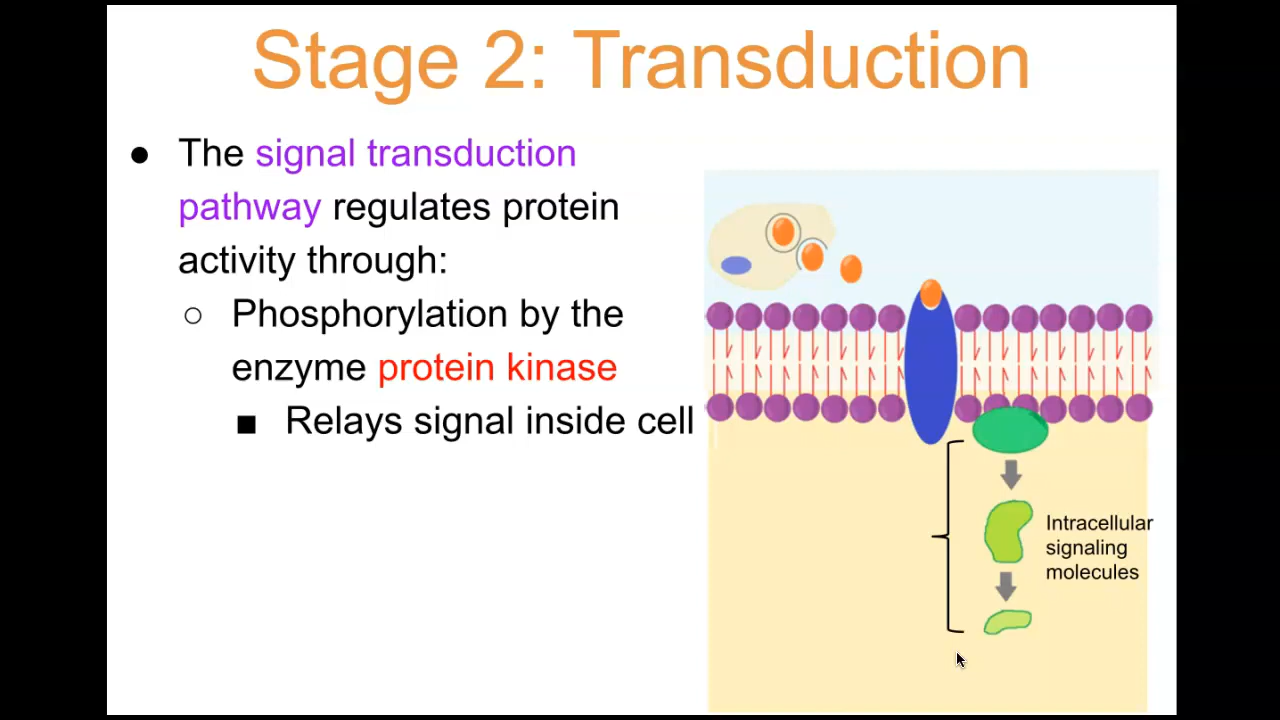 Stage 2: Transduction
● The signal transduction
pathway regulates protein
activity through:
○ Phosphorylation by the
enzyme protein kinase
■ Relays signal inside cell
Intracellular
signaling
molecules